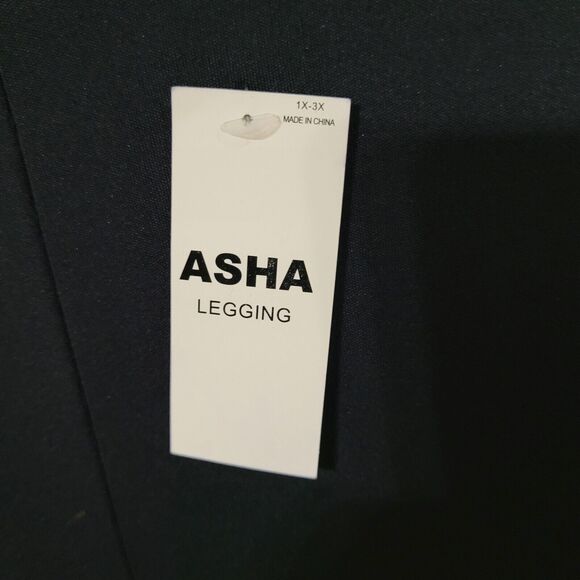 1X-3X
MADE IN CHINA
ASHA
LEGGING